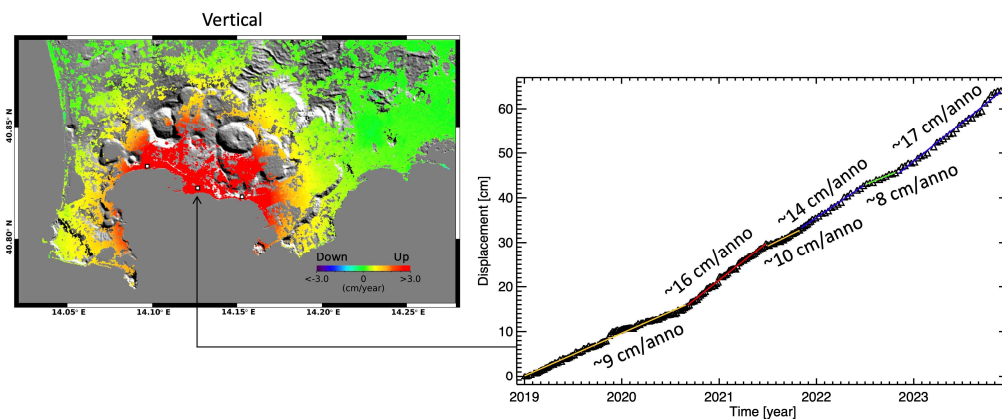 Vertical
40.85° N
40.80° N
Down Up
<-3.0 0 >3.0
(cm/year)
14.05° E 14.10° E 14.15° E 14.20° E 14.25° E
Displacement [cm]
60
50
40
30
20
10
0
~9 cm/anno
~16 cm/anno
~10 cm/anno
~14 cm/anno
~8 cm/anno
~17 cm/anno
2019 2020 2021 2022 2023
Time [year]